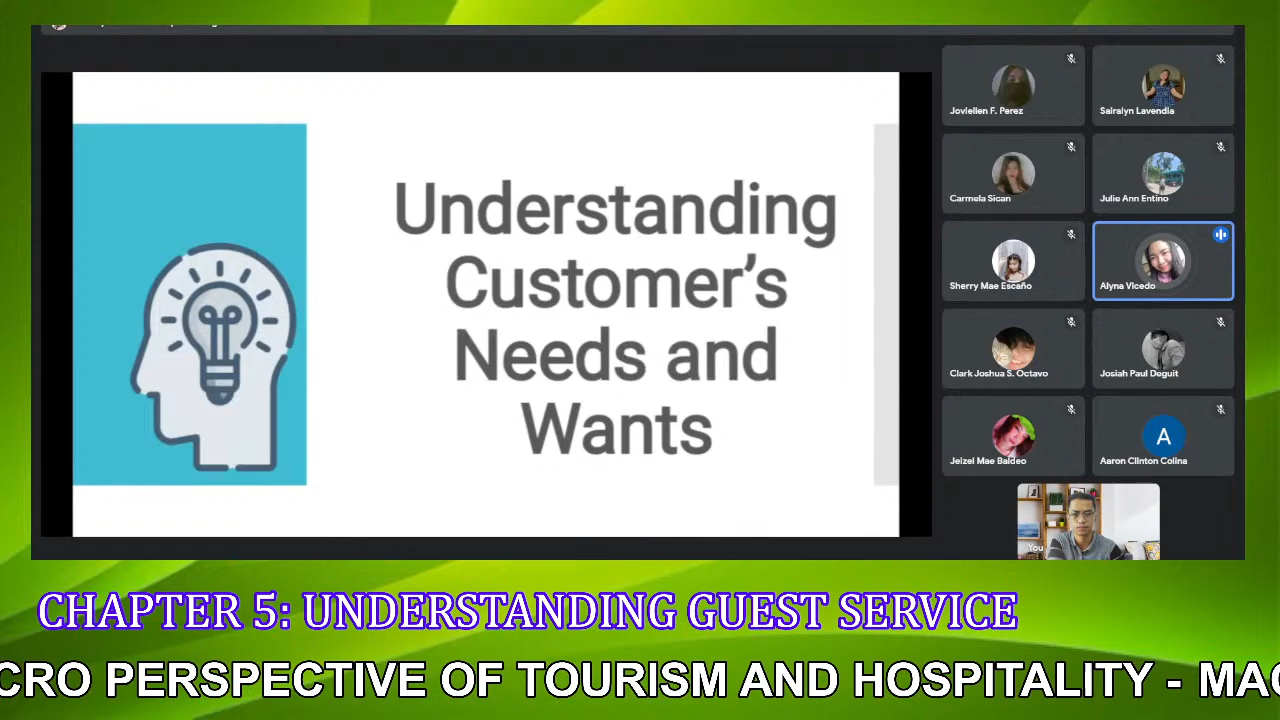 Understanding
Customer's
Needs and
Wants
Joviellen F. Perez
Sairalyn Lavendia
Carmela Sican
Julie Ann Entino
Sherry Mae Escaño
Alyna Vicedo
Clark Joshua S. Octavo
Josiah Paul Deguit
Jeizel Mae Baldeo
A
Aaron Clinton Colina
You
CHAPTER 5: UNDERSTANDING GUEST SERVICE
CRO PERSPECTIVE OF TOURISM AND HOSPITALITY - MAC